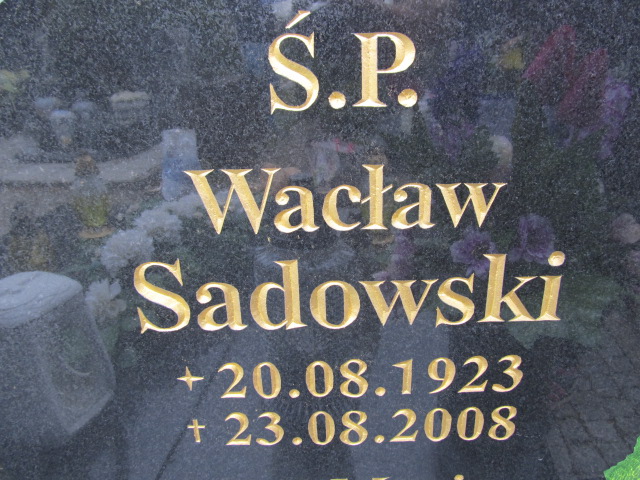 Ś.P.
Wacław
Sadowski
+ 20.08.1923
† 23.08.2008